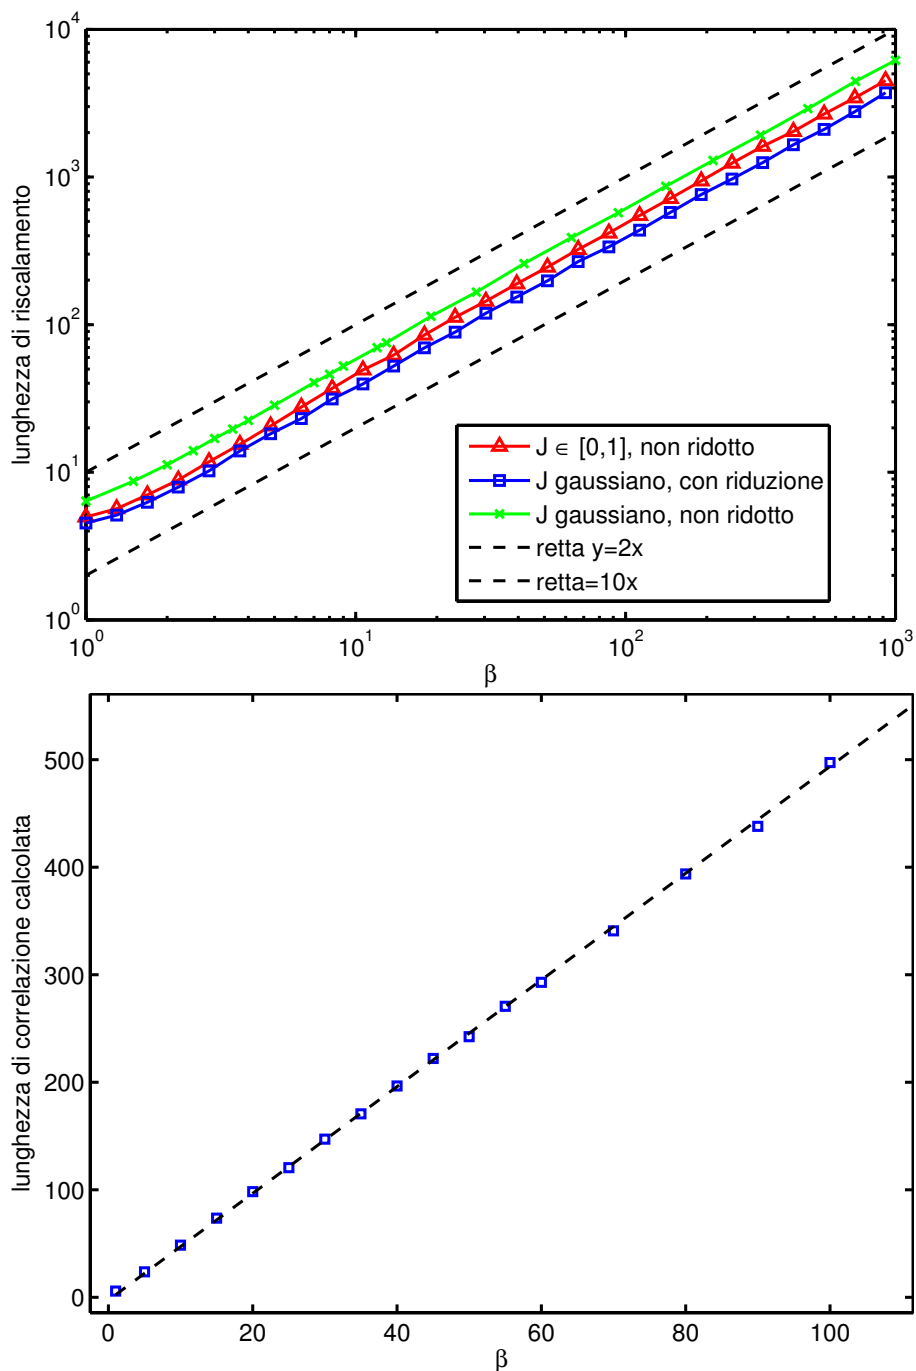 10^4
10^3
10^2
10^1
10^0
lunghezza di riscalamento
J ∈ [0,1], non ridotto
J gaussiano, con riduzione
J gaussiano, non ridotto
retta y=2x
retta=10x
10^0
10^1
10^2
10^3
β
500
400
300
200
100
0
lunghezza di correlazione calcolata
0
20
40
60
80
100
β